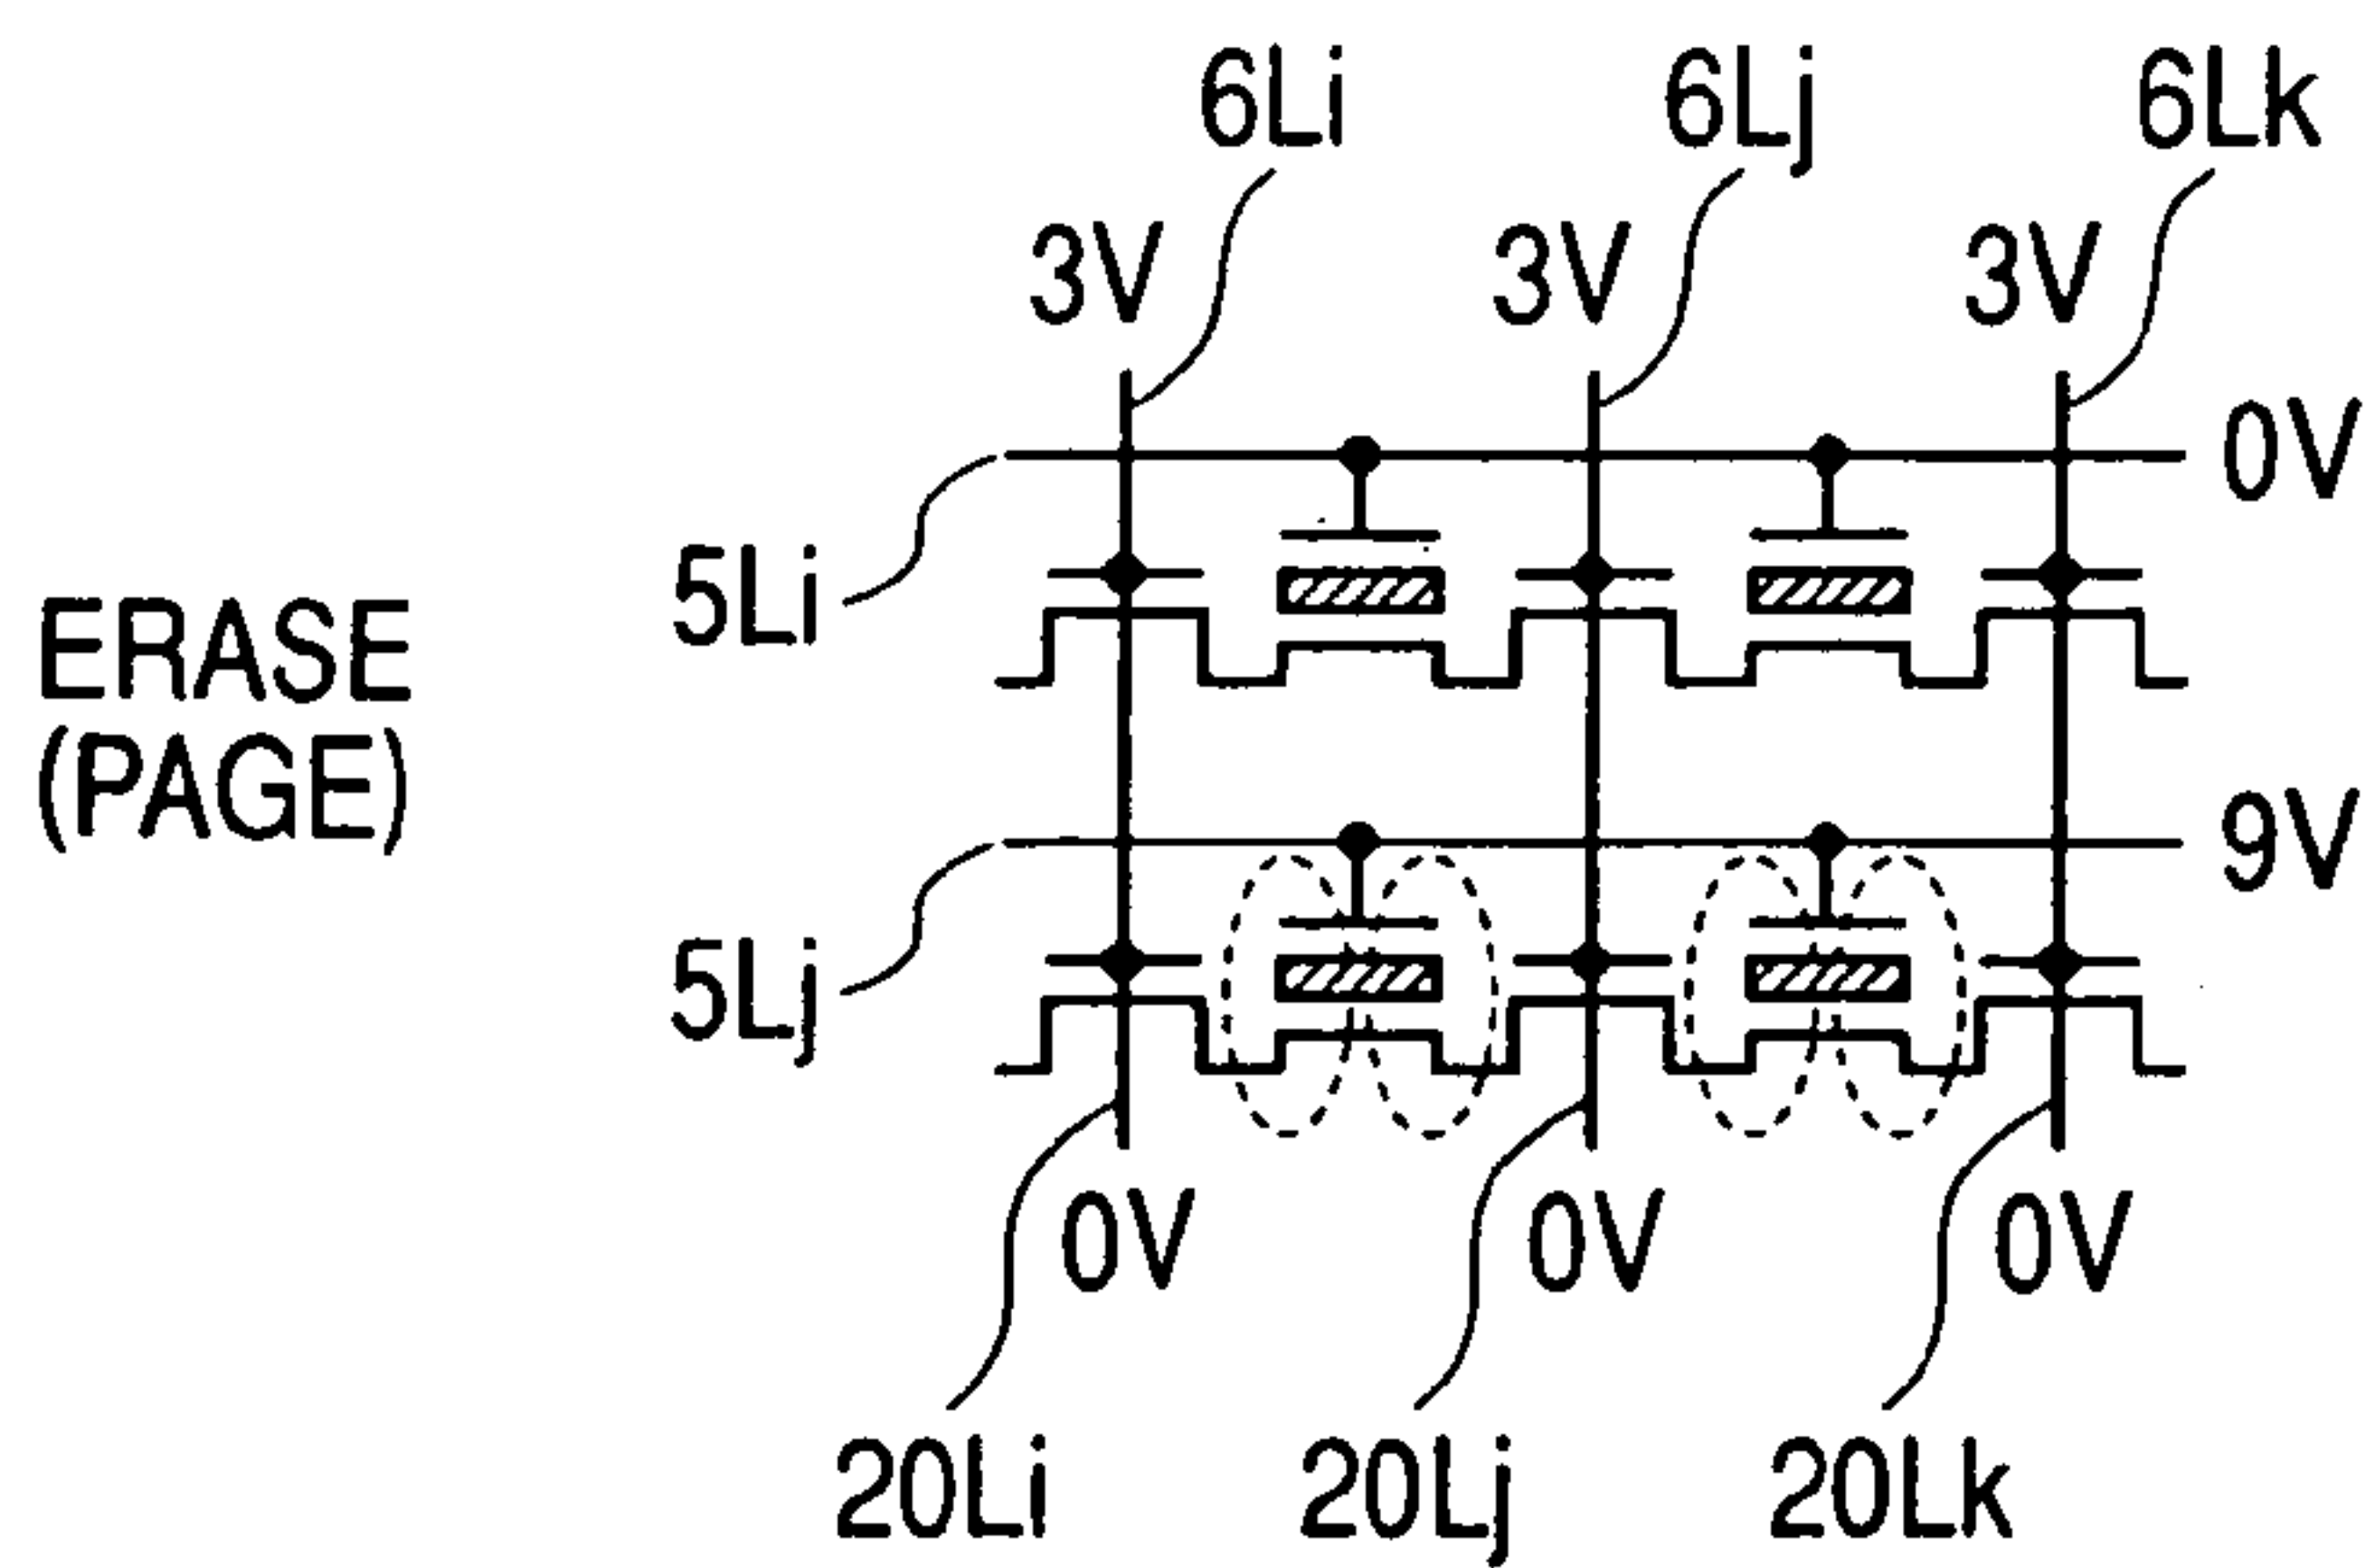 6Li 6Lj 6Lk
3V 3V 3V
0V
5Li
ERASE
(PAGE)
9V
5Lj
0V 0V 0V
20Li 20Lj 20Lk